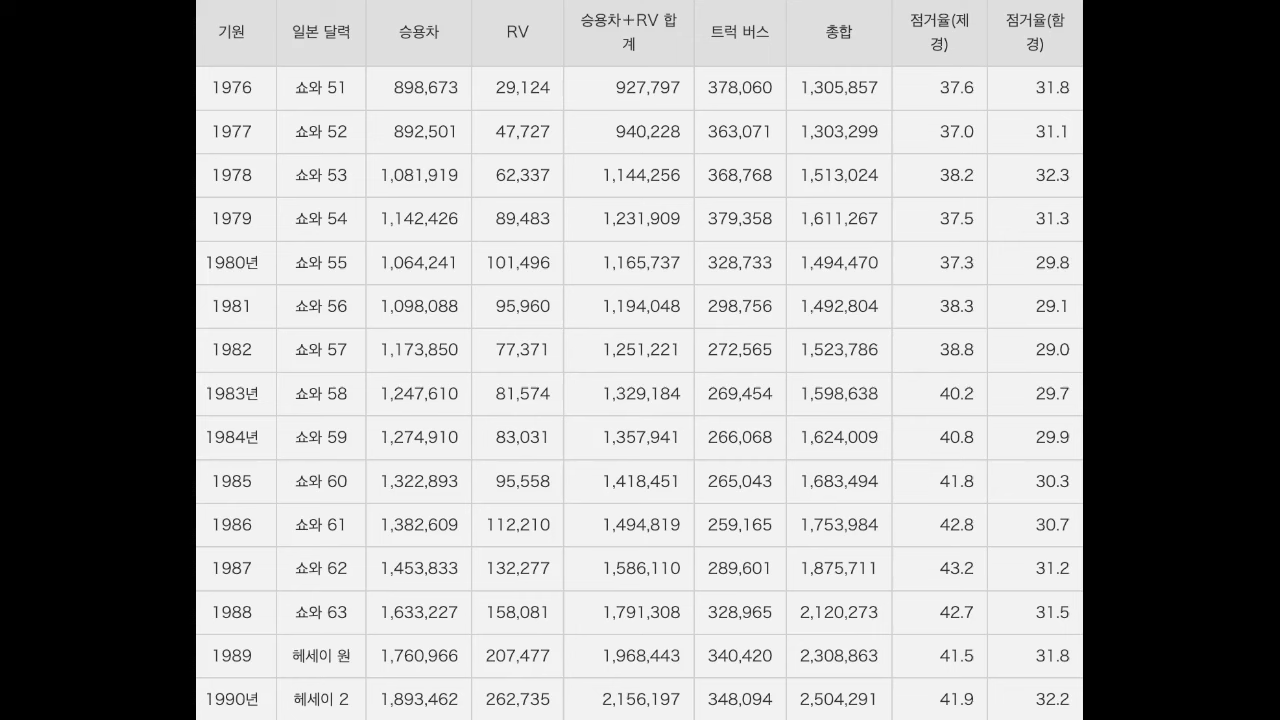 기원 일본 달력 승용차 RV 승용차+RV 합계 트럭 버스 총합 점거율(제경) 점거율(함경)
1976 쇼와 51 898,673 29,124 927,797 378,060 1,305,857 37.6 31.8
1977 쇼와 52 892,501 47,727 940,228 363,071 1,303,299 37.0 31.1
1978 쇼와 53 1,081,919 62,337 1,144,256 368,768 1,513,024 38.2 32.3
1979 쇼와 54 1,142,426 89,483 1,231,909 379,358 1,611,267 37.5 31.3
1980년 쇼와 55 1,064,241 101,496 1,165,737 328,733 1,494,470 37.3 29.8
1981 쇼와 56 1,098,088 95,960 1,194,048 298,756 1,492,804 38.3 29.1
1982 쇼와 57 1,173,850 77,371 1,251,221 272,565 1,523,786 38.8 29.0
1983년 쇼와 58 1,247,610 81,574 1,329,184 269,454 1,598,638 40.2 29.7
1984년 쇼와 59 1,274,910 83,031 1,357,941 266,068 1,624,009 40.8 29.9
1985 쇼와 60 1,322,893 95,558 1,418,451 265,043 1,683,494 41.8 30.3
1986 쇼와 61 1,382,609 112,210 1,494,819 259,165 1,753,984 42.8 30.7
1987 쇼와 62 1,453,833 132,277 1,586,110 289,601 1,875,711 43.2 31.2
1988 쇼와 63 1,633,227 158,081 1,791,308 328,965 2,120,273 42.7 31.5
1989 헤세이 원 1,760,966 207,477 1,968,443 340,420 2,308,863 41.5 31.8
1990년 헤세이 2 1,893,462 262,735 2,156,197 348,094 2,504,291 41.9 32.2